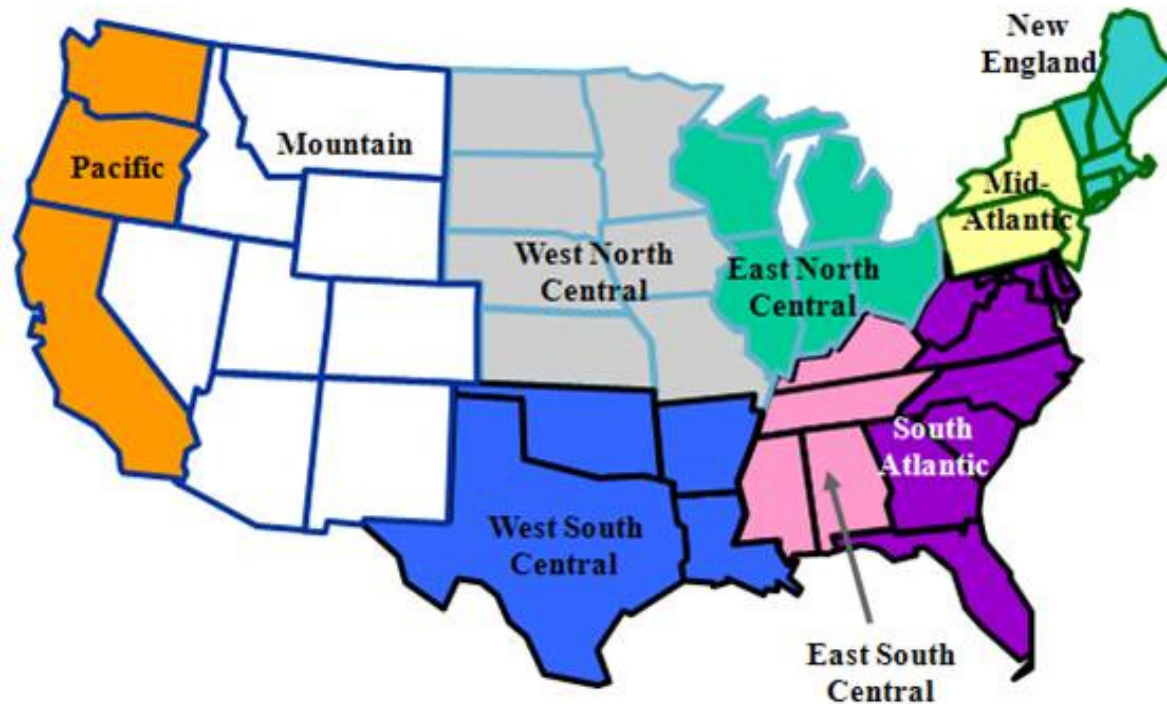 New
England
Mountain
Pacific
Mid-
Atlantic
West North
Central
East North
Central
South
Atlantic
West South
Central
East South
Central